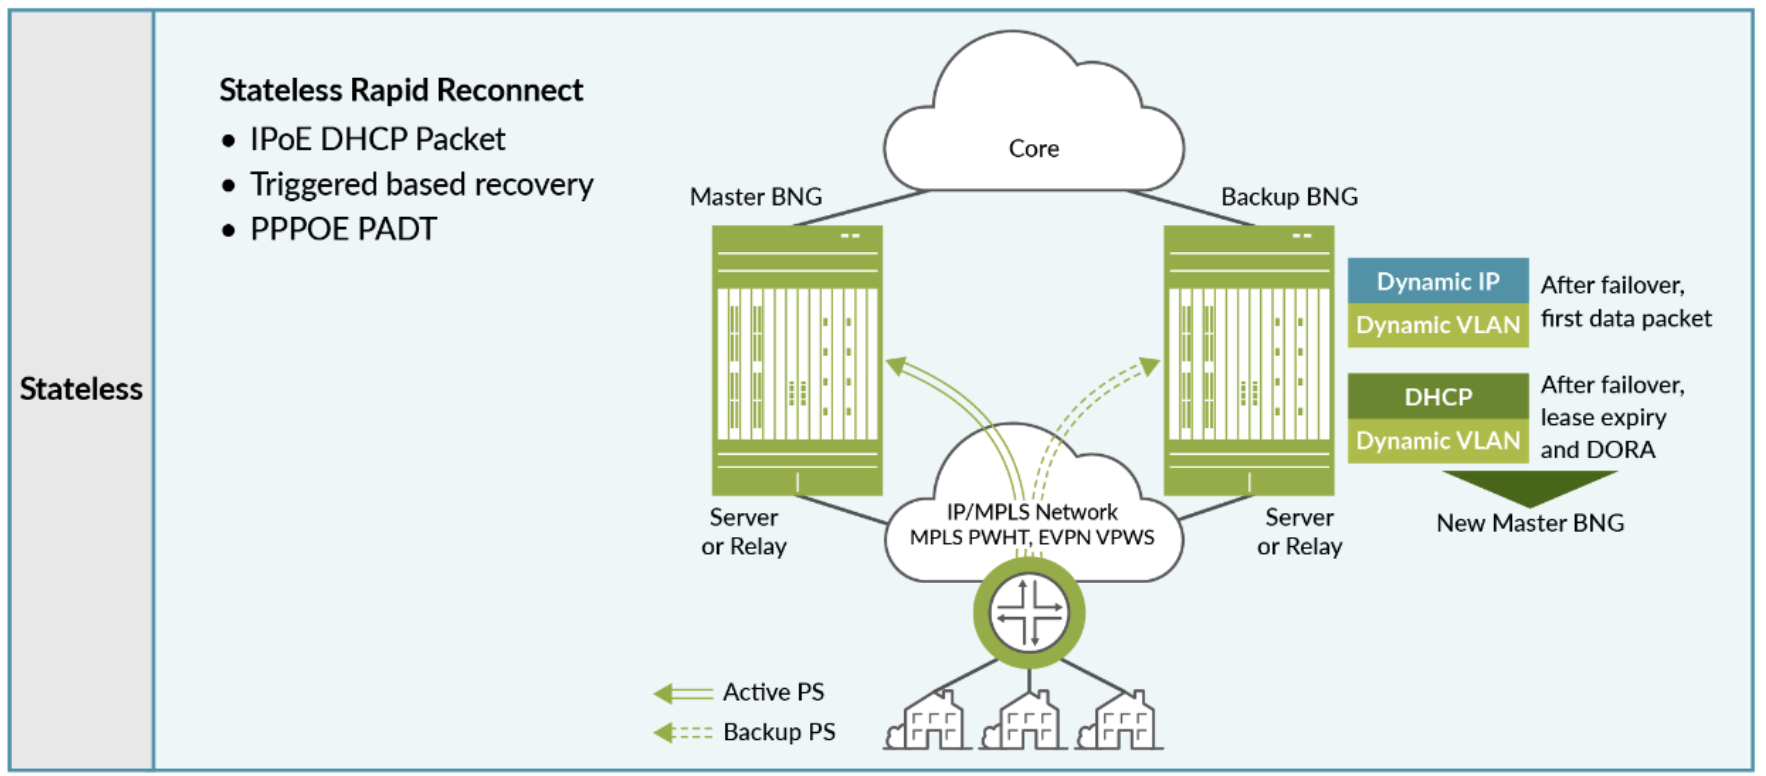 Stateless
Stateless Rapid Reconnect
• IPoE DHCP Packet
• Triggered based recovery
• PPPOE PADT
Core
Master BNG
Backup BNG
Dynamic IP
Dynamic VLAN
After failover,
first data packet
DHCP
Dynamic VLAN
After failover,
lease expiry
and DORA
New Master BNG
Server
or Relay
IP/MPLS Network
MPLS PWHT, EVPN VPWS
Server
or Relay
Active PS
Backup PS